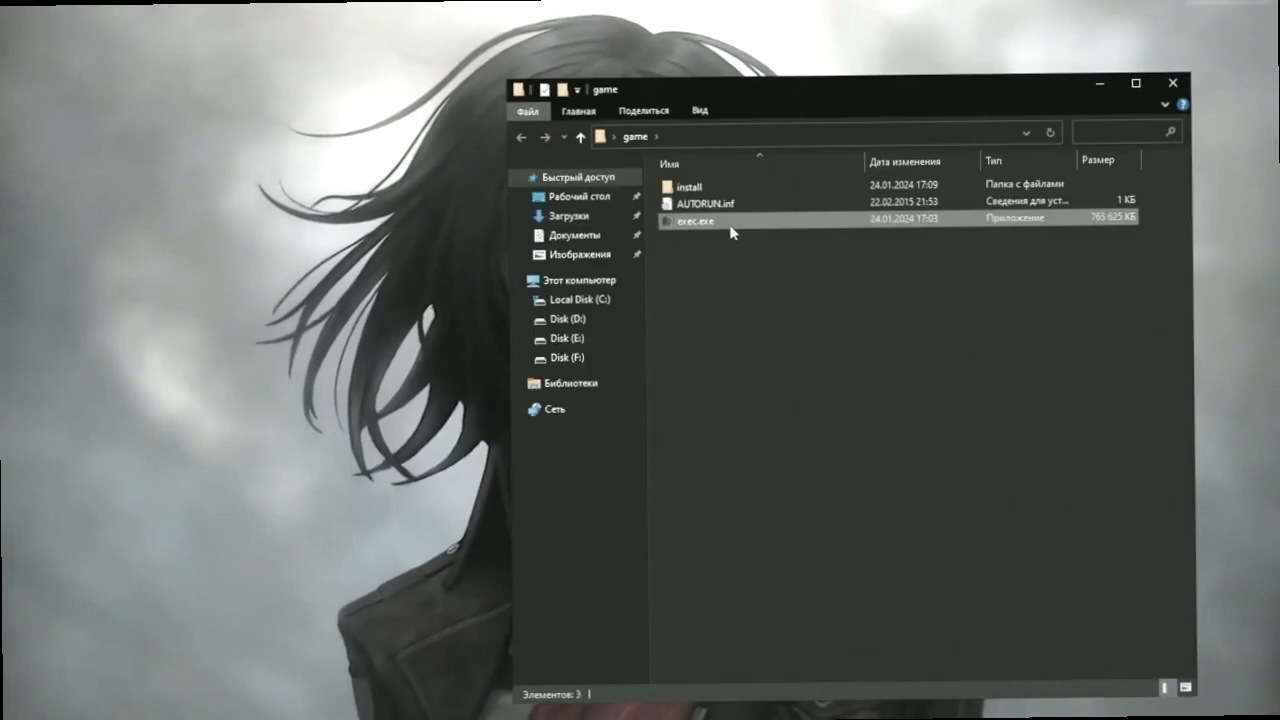 game
Файл Главная Поделиться Вид
game
Имя Дата изменения Тип Размер
install 24.01.2024 17:09 Папка с файлами
AUTORUN.inf 22.02.2015 21:53 Сведения для уст... 1 КБ
exec.exe 24.01.2024 17:03 Приложение 765 625 КБ
Быстрый доступ
Рабочий стол
Загрузки
Документы
Изображения
Этот компьютер
Local Disk (C:)
Disk (D:)
Disk (E:)
Disk (F:)
Библиотеки
Сеть
Элементов: 3